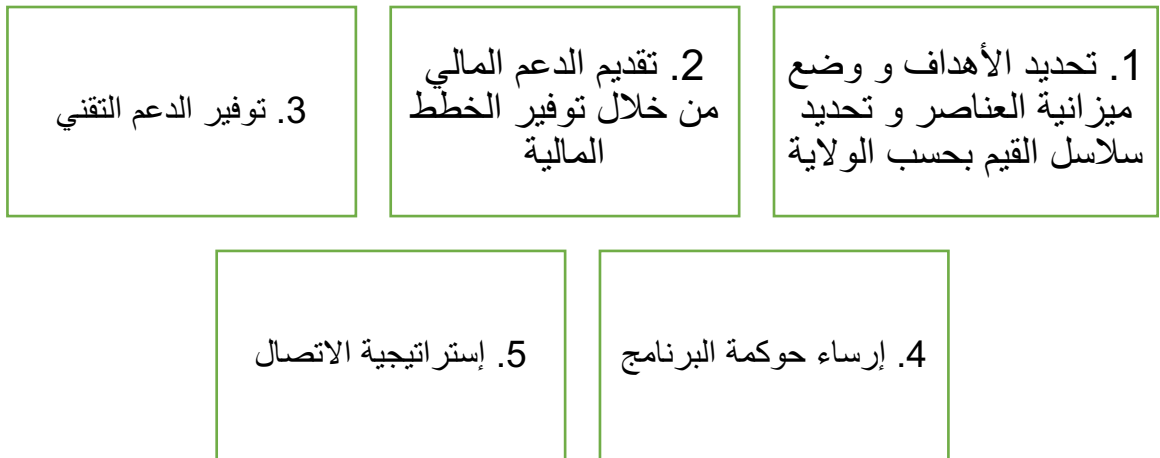 1. تحديد الأهداف و وضع
ميزانية العناصر و تحديد
سلاسل القيم بحسب الولاية
2. تقديم الدعم المالي
من خلال توفير الخطط
المالية
3. توفير الدعم التقني
4. إرساء حوكمة البرنامج
5. إستراتيجية الاتصال